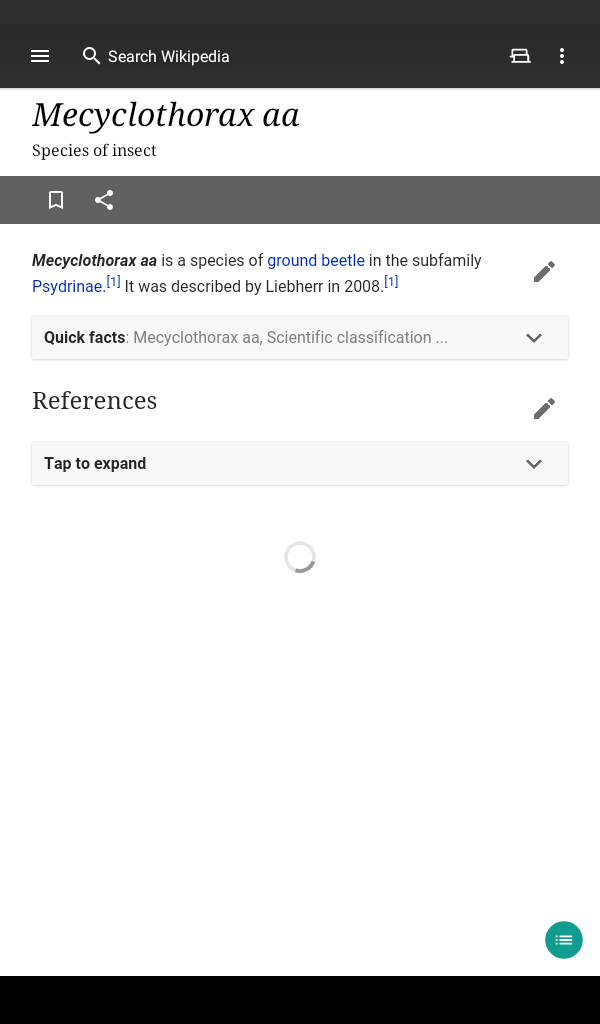 Search Wikipedia
Mecyclothorax aa
Species of insect
Mecyclothorax aa is a species of ground beetle in the subfamily
Psydrinae.[1] It was described by Liebherr in 2008.[1]
Quick facts: Mecyclothorax aa, Scientific classification ...
References
Tap to expand